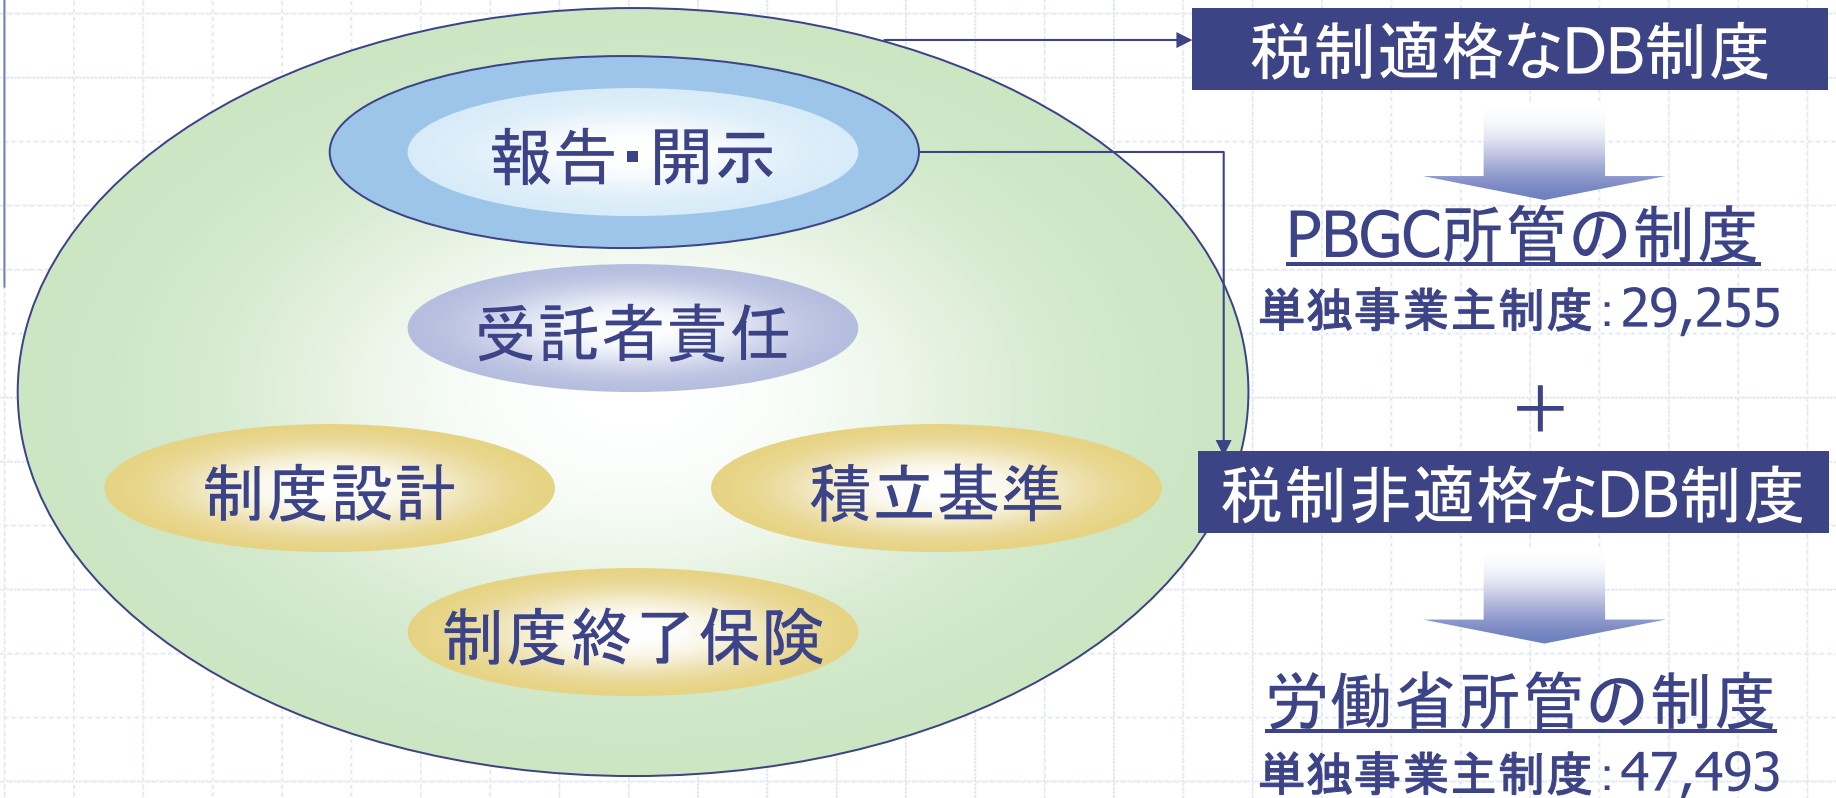 報告・開示
受託者責任
制度設計
積立基準
制度終了保険
税制適格なDB制度
PBGC所管の制度
単独事業主制度:29,255
+
税制非適格なDB制度
労働省所管の制度
単独事業主制度:47,493